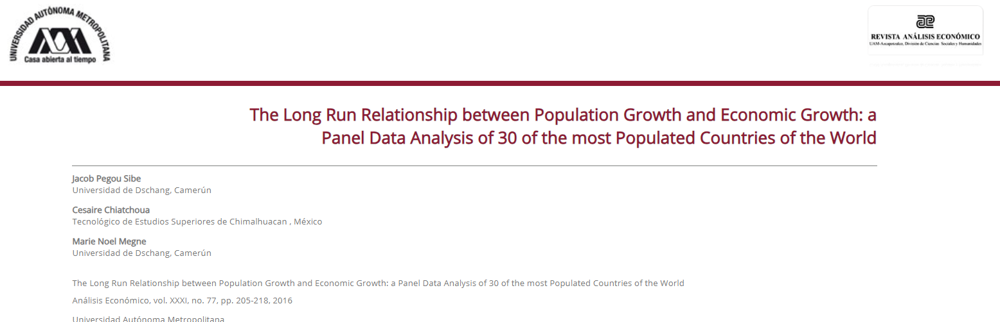 UNIVERSIDAD AUTÓNOMA METROPOLITANA
Casa abierta al tiempo
REVISTA ANÁLISIS ECONÓMICO
UAM-Azcapotzalco, División de Ciencias Sociales y Humanidades
The Long Run Relationship between Population Growth and Economic Growth: a
Panel Data Analysis of 30 of the most Populated Countries of the World
Jacob Pegou Sibe
Universidad de Dschang, Camerún
Cesaire Chiatchoua
Tecnológico de Estudios Superiores de Chimalhuacan , México
Marie Noel Megne
Universidad de Dschang, Camerún
The Long Run Relationship between Population Growth and Economic Growth: a Panel Data Analysis of 30 of the most Populated Countries of the World
Análisis Económico, vol. XXXI, no. 77, pp. 205-218, 2016
Universidad Autónoma Metropolitana